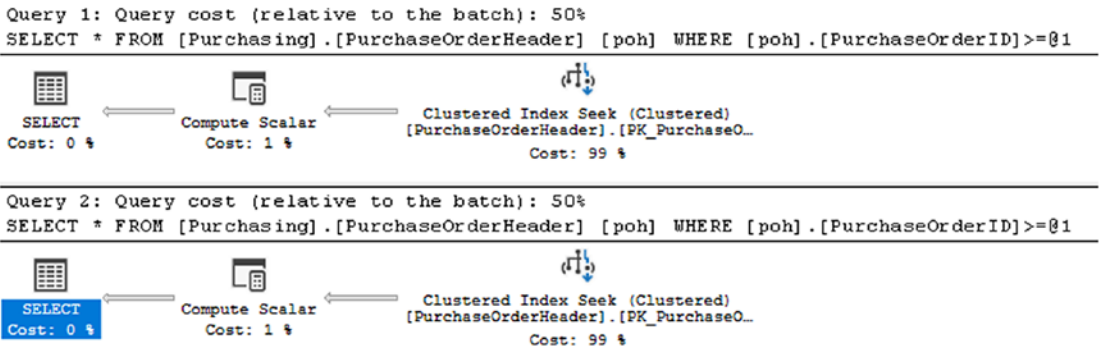 Query 1: Query cost (relative to the batch): 50%
SELECT * FROM [Purchasing].[PurchaseOrderHeader] [poh] WHERE [poh].[PurchaseOrderID]>=@1
SELECT
Cost: 0 %
Compute Scalar
Cost: 1 %
Clustered Index Seek (Clustered)
[PurchaseOrderHeader].[PK_PurchaseO…
Cost: 99 %
Query 2: Query cost (relative to the batch): 50%
SELECT * FROM [Purchasing].[PurchaseOrderHeader] [poh] WHERE [poh].[PurchaseOrderID]>=@1
SELECT
Cost: 0 %
Compute Scalar
Cost: 1 %
Clustered Index Seek (Clustered)
[PurchaseOrderHeader].[PK_PurchaseO…
Cost: 99 %